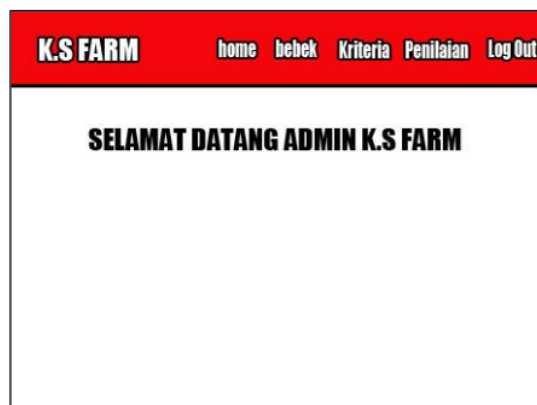 K.S FARM home bebek Kriteria Penilaian Log Out
SELAMAT DATANG ADMIN K.S FARM